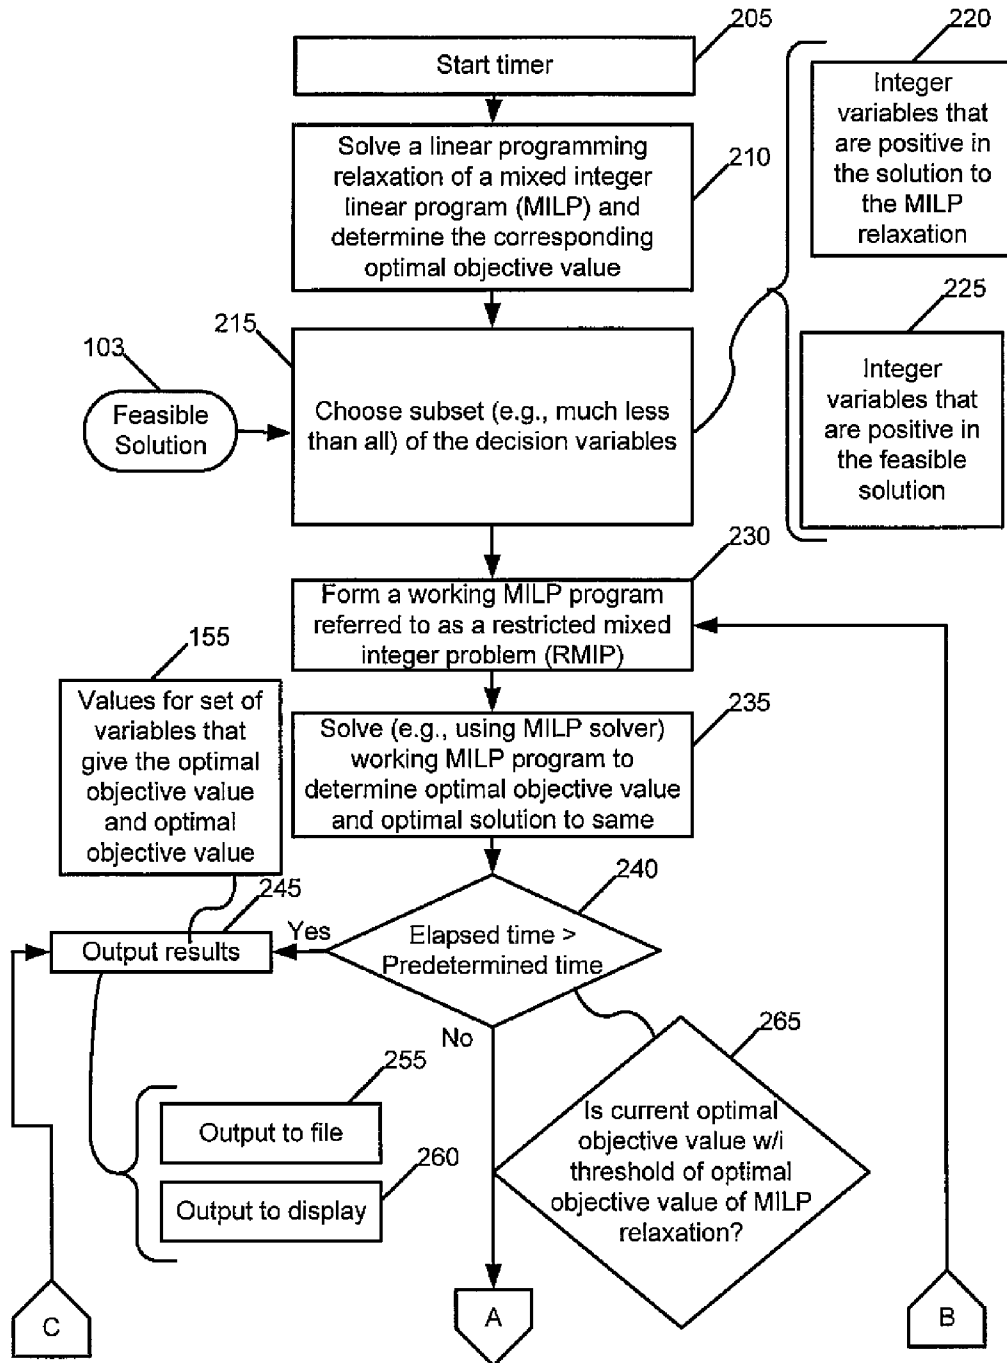 205
Start timer
220
Integer
variables that
are positive in
the solution to
the MILP
relaxation
Solve a linear programming
relaxation of a mixed integer
linear program (MILP) and
determine the corresponding
optimal objective value
210
215
103
Feasible
Solution
Choose subset (e.g., much less
than all) of the decision variables
225
Integer
variables that
are positive in
the feasible
solution
230
Form a working MILP program
referred to as a restricted mixed
integer problem (RMIP)
155
Values for set of
variables that
give the optimal
objective value
and optimal
objective value
235
Solve (e.g., using MILP solver)
working MILP program to
determine optimal objective value
and optimal solution to same
240
Elapsed time >
Predetermined time
Yes
No
245
Output results
255
Output to file
260
Output to display
265
Is current optimal
objective value w/i
threshold of optimal
objective value of MILP
relaxation?
C
A
B